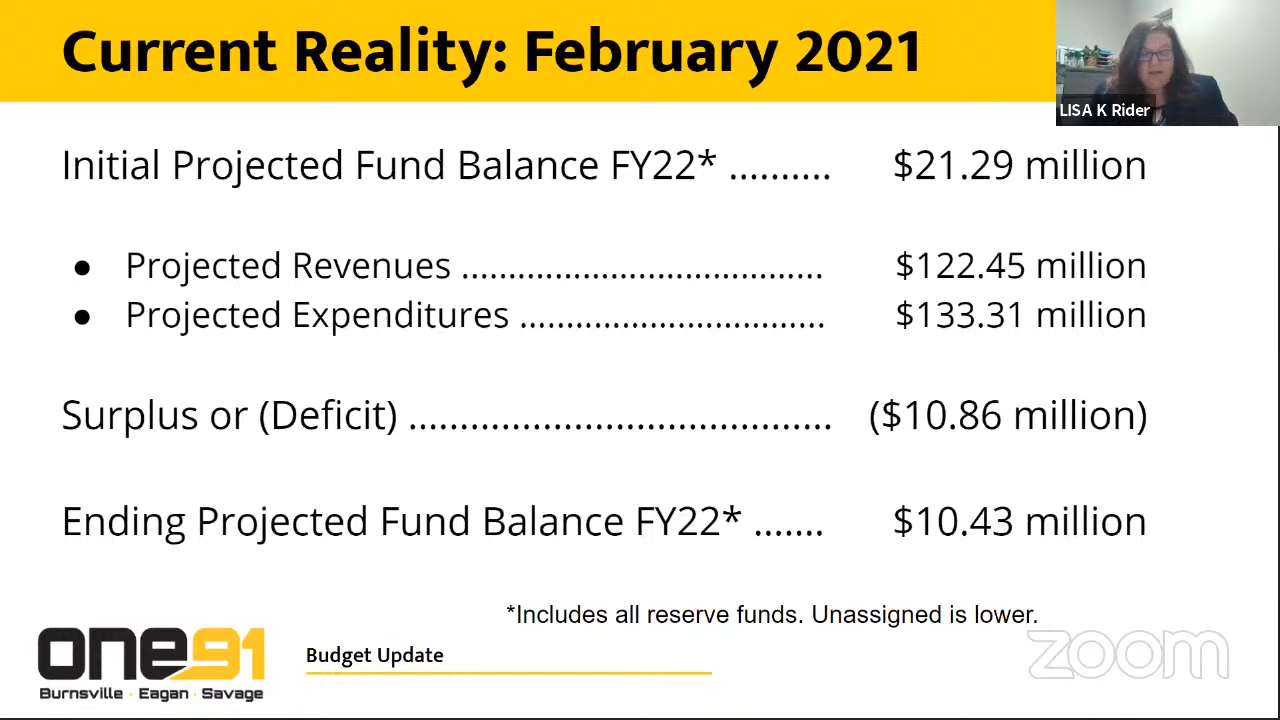 Current Reality: February 2021
LISA K Rider
Initial Projected Fund Balance FY22* .......... $21.29 million
● Projected Revenues ...................................... $122.45 million
● Projected Expenditures ................................. $133.31 million
Surplus or (Deficit) ......................................... ($10.86 million)
Ending Projected Fund Balance FY22* ....... $10.43 million
*Includes all reserve funds. Unassigned is lower.
one91
Burnsville · Eagan · Savage
Budget Update
zoom